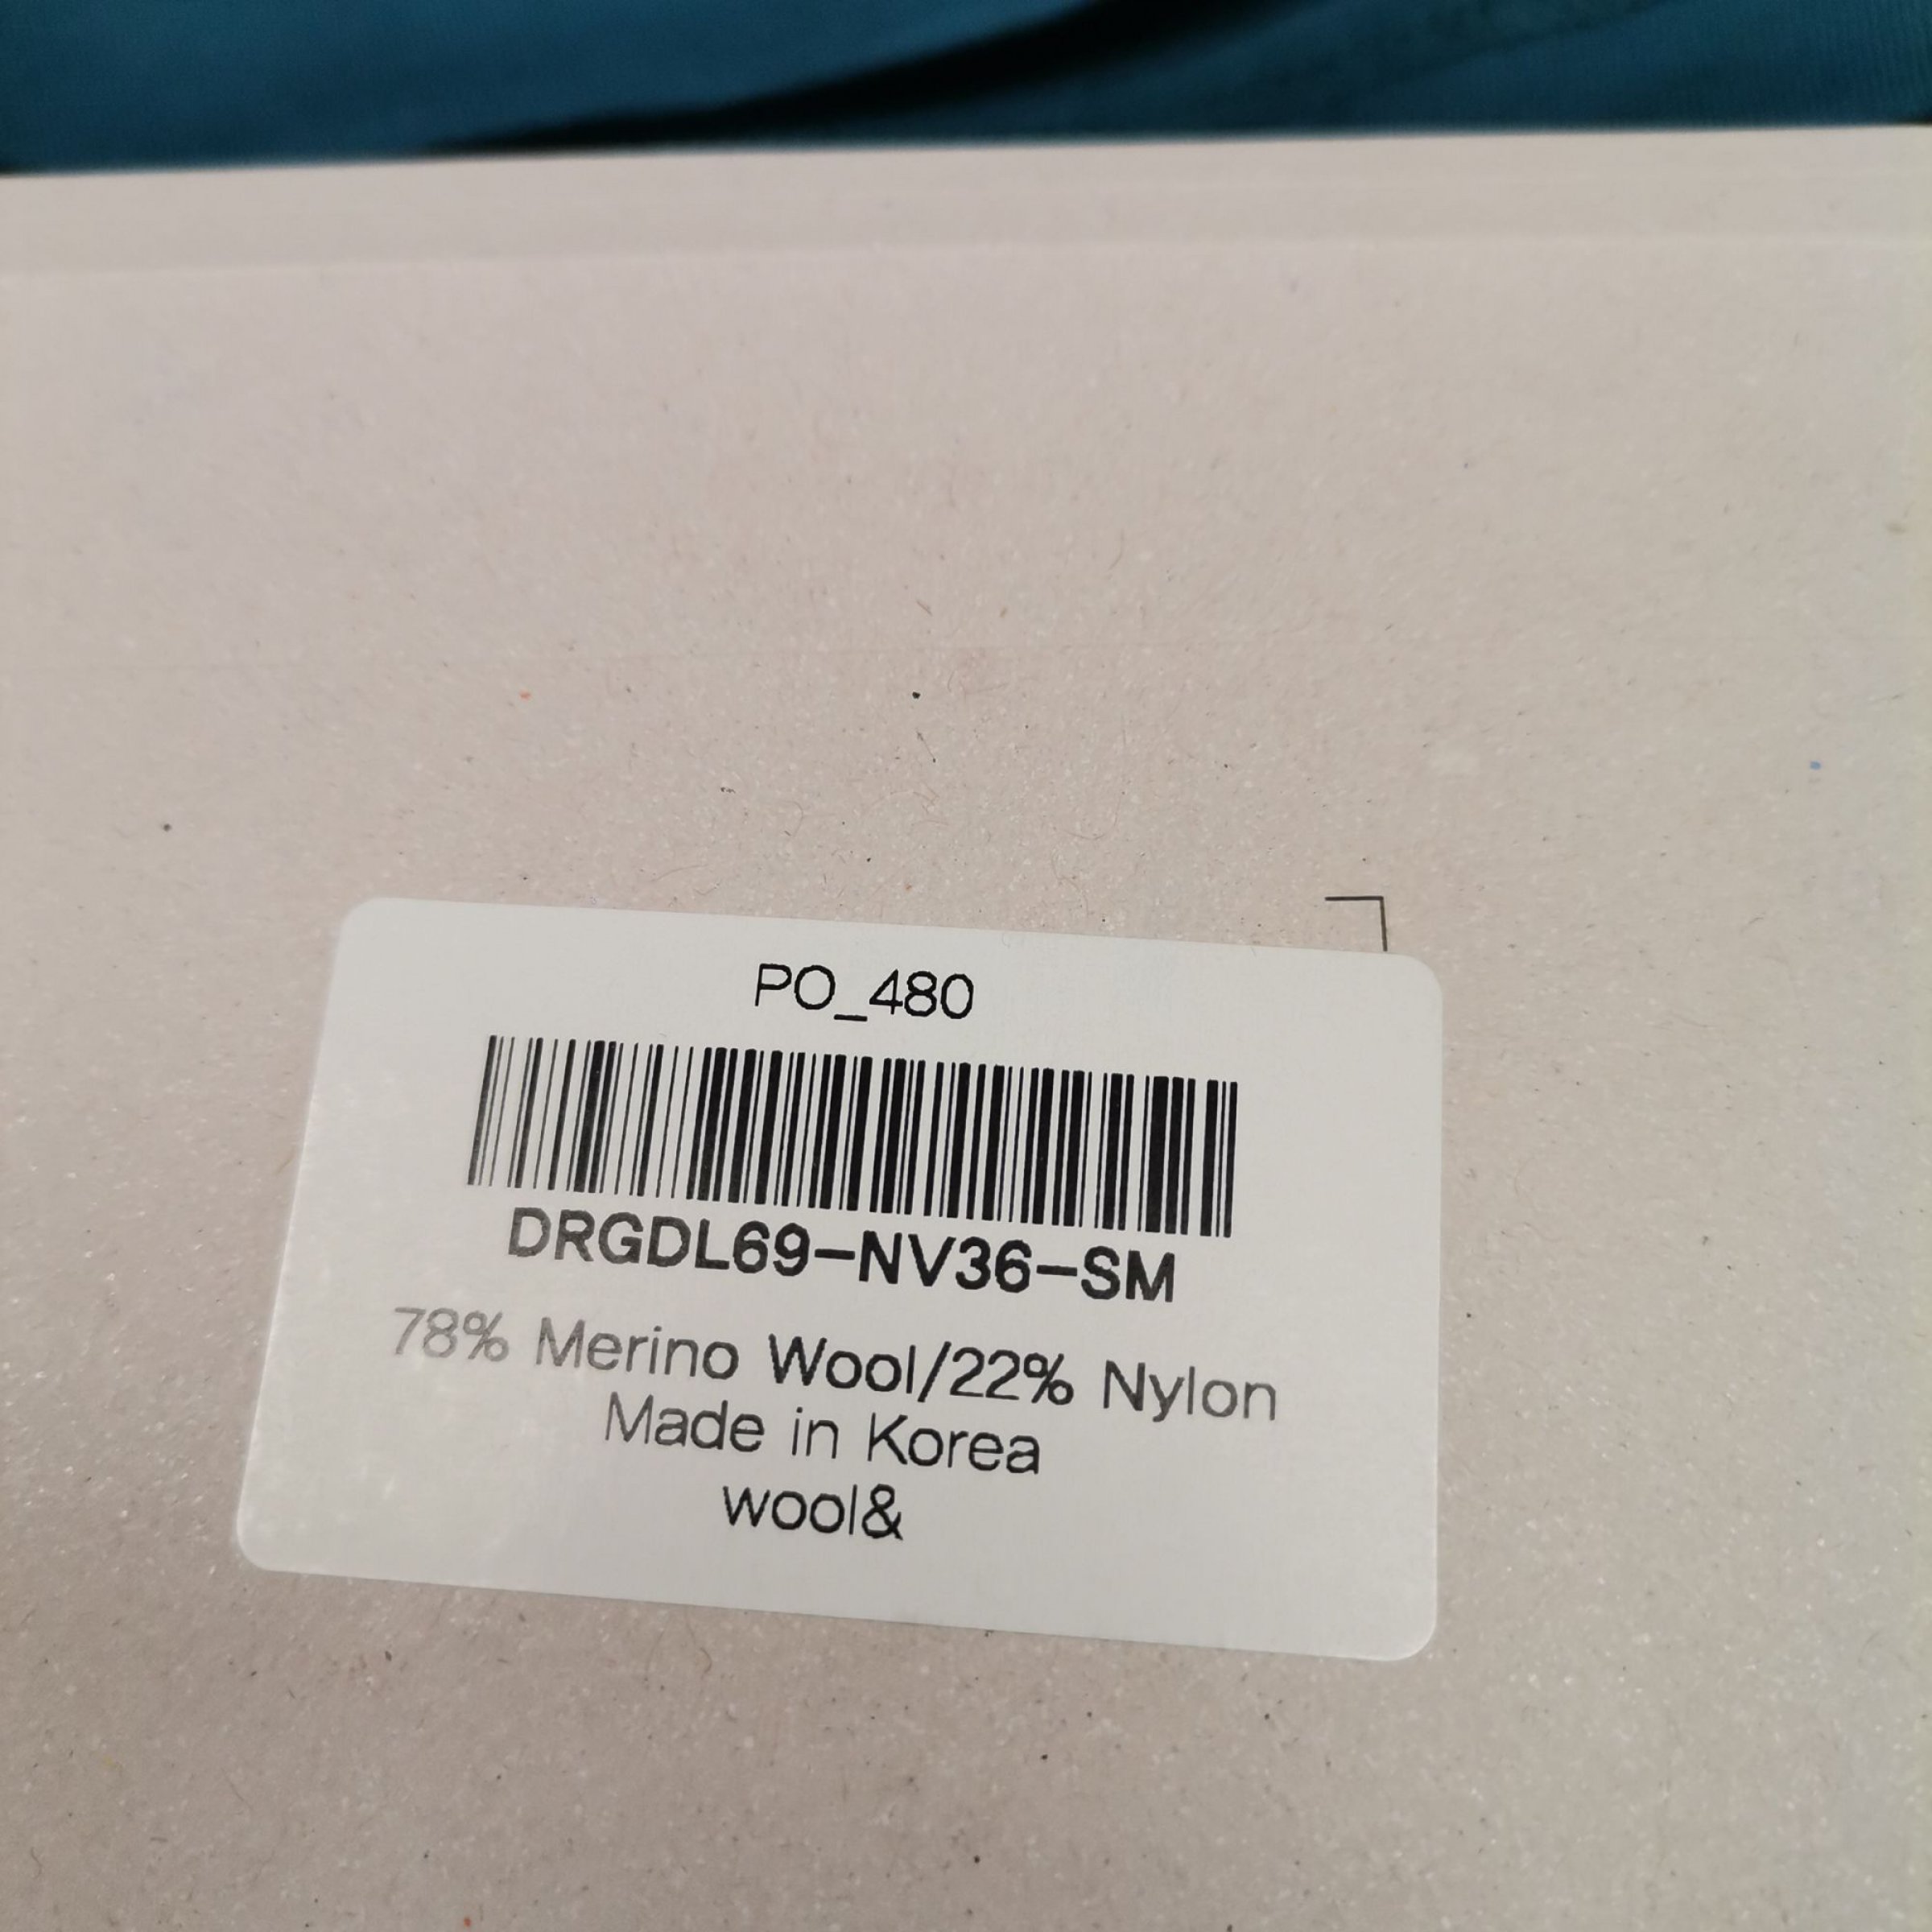 PO_480
DRGDL69-NV36-SM
78% Merino Wool/22% Nylon
Made in Korea
wool&